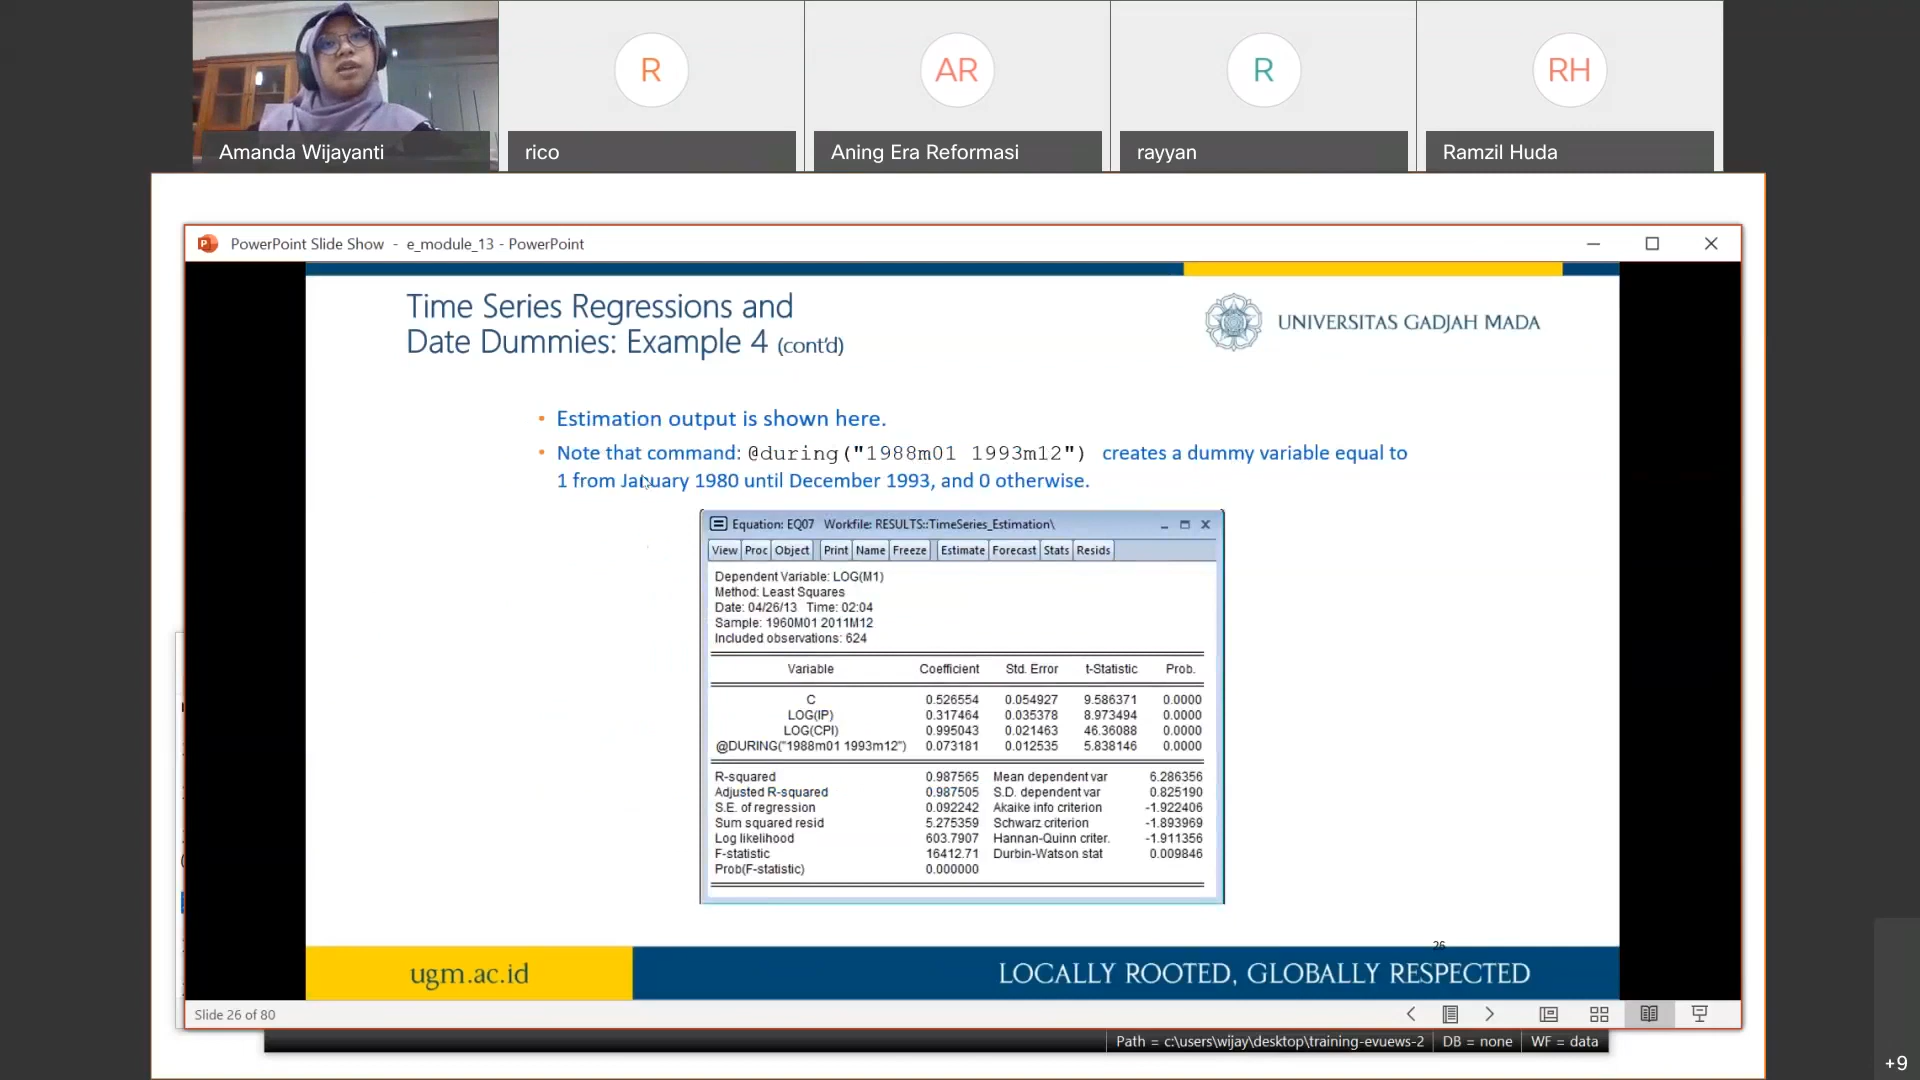 R
AR
R
RH
Amanda Wijayanti
rico
Aning Era Reformasi
rayyan
Ramzil Huda
PowerPoint Slide Show - e_module_13 - PowerPoint
Time Series Regressions and
Date Dummies: Example 4 (cont'd)
UNIVERSITAS GADJAH MADA
• Estimation output is shown here.
• Note that command: @during("1988m01 1993m12") creates a dummy variable equal to
1 from January 1980 until December 1993, and 0 otherwise.
Equation: EQ07 Workfile: RESULTS::TimeSeries_Estimation\
View Proc Object Print Name Freeze Estimate Forecast Stats Resids
Dependent Variable: LOG(M1)
Method: Least Squares
Date: 04/26/13 Time: 02:04
Sample: 1960M01 2011M12
Included observations: 624
Variable Coefficient Std. Error t-Statistic Prob.
C 0.526554 0.054927 9.586371 0.0000
LOG(IP) 0.317464 0.035378 8.973494 0.0000
LOG(CPI) 0.995043 0.021463 46.36088 0.0000
@DURING("1988m01 1993m12") 0.073181 0.012535 5.838146 0.0000
R-squared 0.987565 Mean dependent var 6.286356
Adjusted R-squared 0.987505 S.D. dependent var 0.825190
S.E. of regression 0.092242 Akaike info criterion -1.922406
Sum squared resid 5.275359 Schwarz criterion -1.893969
Log likelihood 603.7907 Hannan-Quinn criter. -1.911356
F-statistic 16412.71 Durbin-Watson stat 0.009846
Prob(F-statistic) 0.000000
26
ugm.ac.id
LOCALLY ROOTED, GLOBALLY RESPECTED
Slide 26 of 80
Path = c:\users\wijay\desktop\training-evuews-2 DB = none WF = data
+9